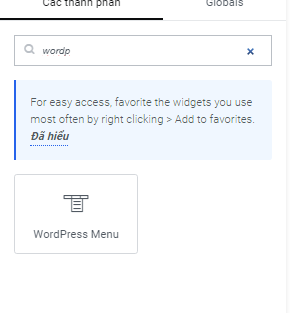 Các thành phần
Globals
wordp
For easy access, favorite the widgets you use
most often by right clicking > Add to favorites.
Đã hiểu
WordPress Menu